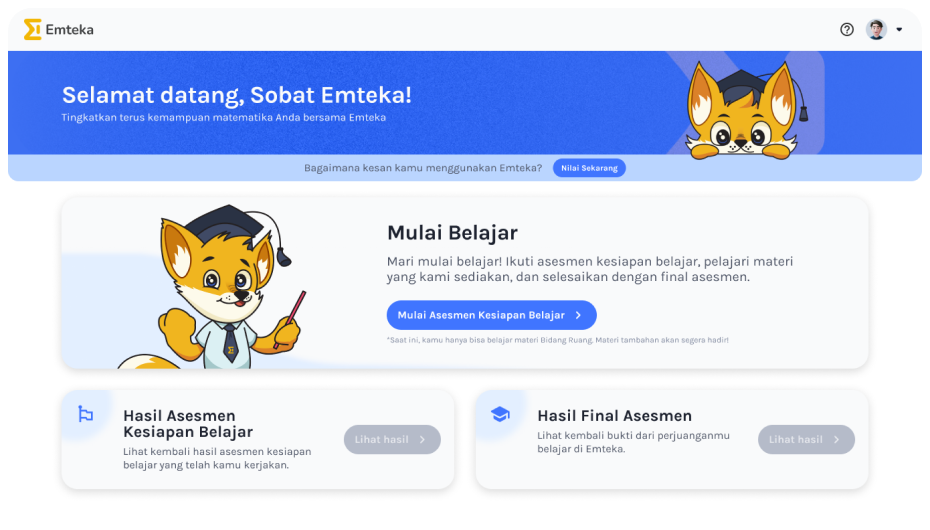 Emteka
Selamat datang, Sobat Emteka!
Tingkatkan terus kemampuan matematika Anda bersama Emteka
Bagaimana kesan kamu menggunakan Emteka?
Nilai Sekarang
Mulai Belajar
Mari mulai belajar! Ikuti asesmen kesiapan belajar, pelajari materi
yang kami sediakan, dan selesaikan dengan final asesmen.
Mulai Asesmen Kesiapan Belajar
*Saat ini, kamu hanya bisa belajar materi Bidang Ruang. Materi tambahan akan segera hadir!
Hasil Asesmen
Kesiapan Belajar
Lihat kembali hasil asesmen kesiapan
belajar yang telah kamu kerjakan.
Lihat hasil
Hasil Final Asesmen
Lihat kembali bukti dari perjuanganmu
belajar di Emteka.
Lihat hasil